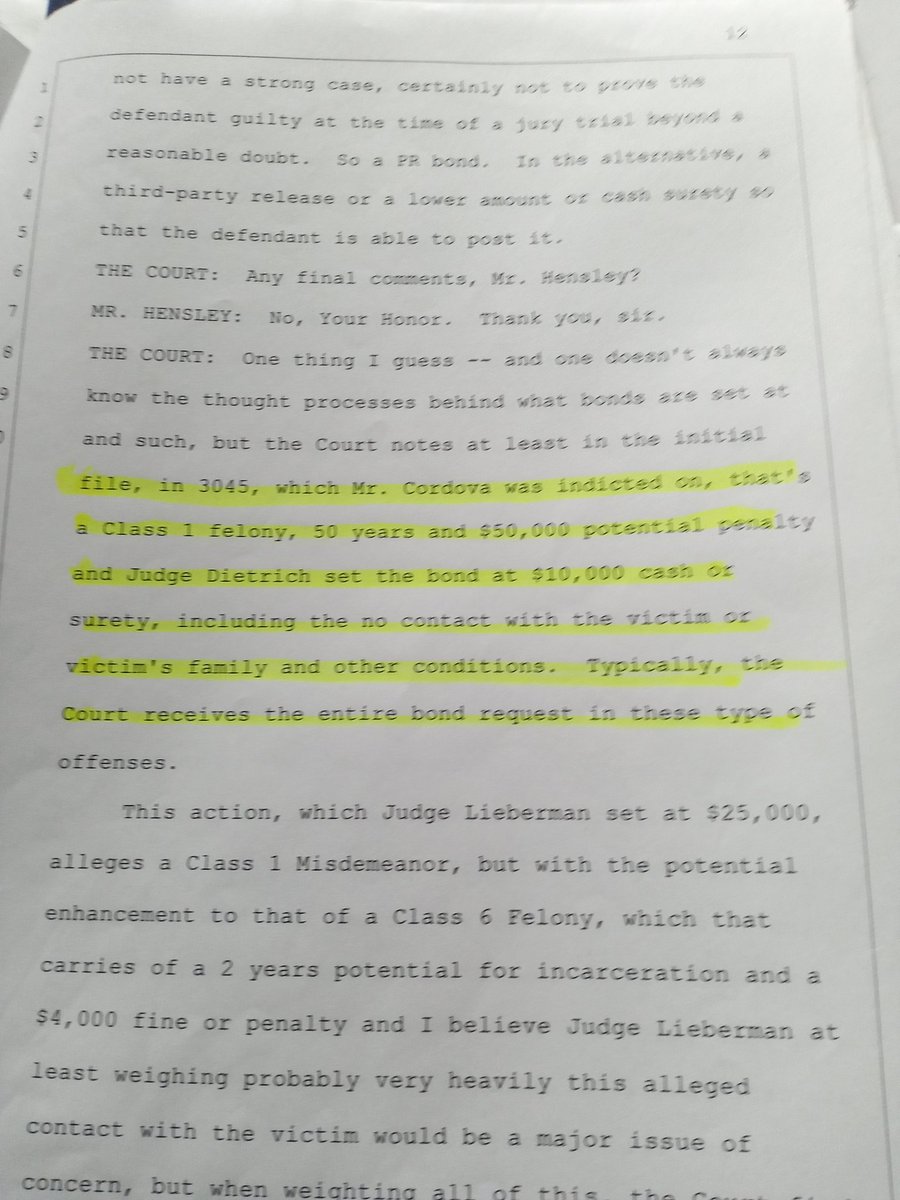 12
1 not have a strong case, certainly not to prove the
2 defendant guilty at the time of a jury trial beyond a
3 reasonable doubt. So a PR bond. In the alternative, a
4 third-party release or a lower amount or cash surety so
5 that the defendant is able to post it.
6 THE COURT: Any final comments, Mr. Hensley?
7 MR. HENSLEY: No, Your Honor. Thank you, sir.
8 THE COURT: One thing I guess -- and one doesn't always
9 know the thought processes behind what bonds are set at
and such, but the Court notes at least in the initial
file, in 3045, which Mr. Cordova was indicted on, that's
a Class 1 felony, 50 years and $50,000 potential penalty
and Judge Dietrich set the bond at $10,000 cash or
surety, including the no contact with the victim or
victim's family and other conditions. Typically, the
Court receives the entire bond request in these type of
offenses.
This action, which Judge Lieberman set at $25,000,
alleges a Class 1 Misdemeanor, but with the potential
enhancement to that of a Class 6 Felony, which that
carries of a 2 years potential for incarceration and a
$4,000 fine or penalty and I believe Judge Lieberman at
least weighing probably very heavily this alleged
contact with the victim would be a major issue of
concern, but when weighting all of this, the